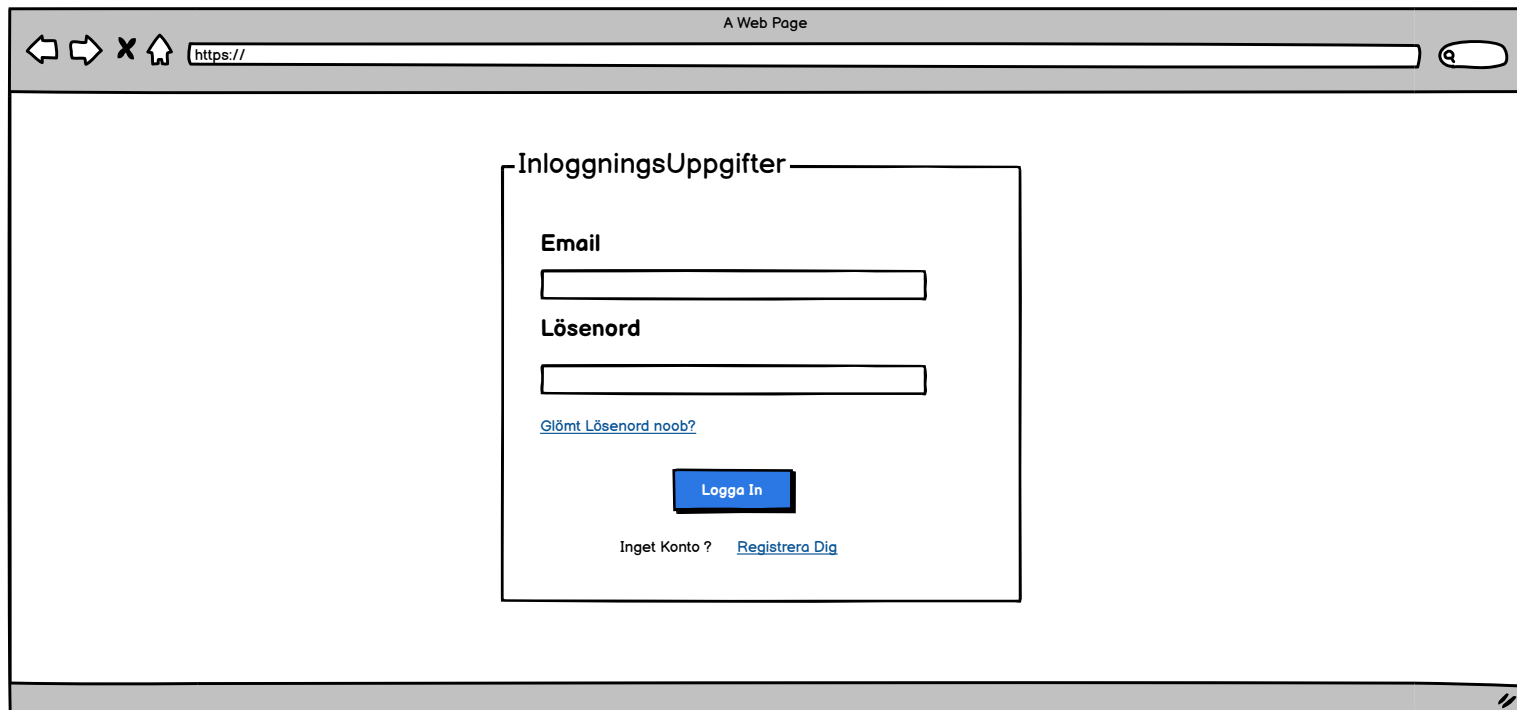 A Web Page
https://
InloggningsUppgifter
Email
Lösenord
Glömt Lösenord noob?
Logga In
Inget Konto ? Registrera Dig